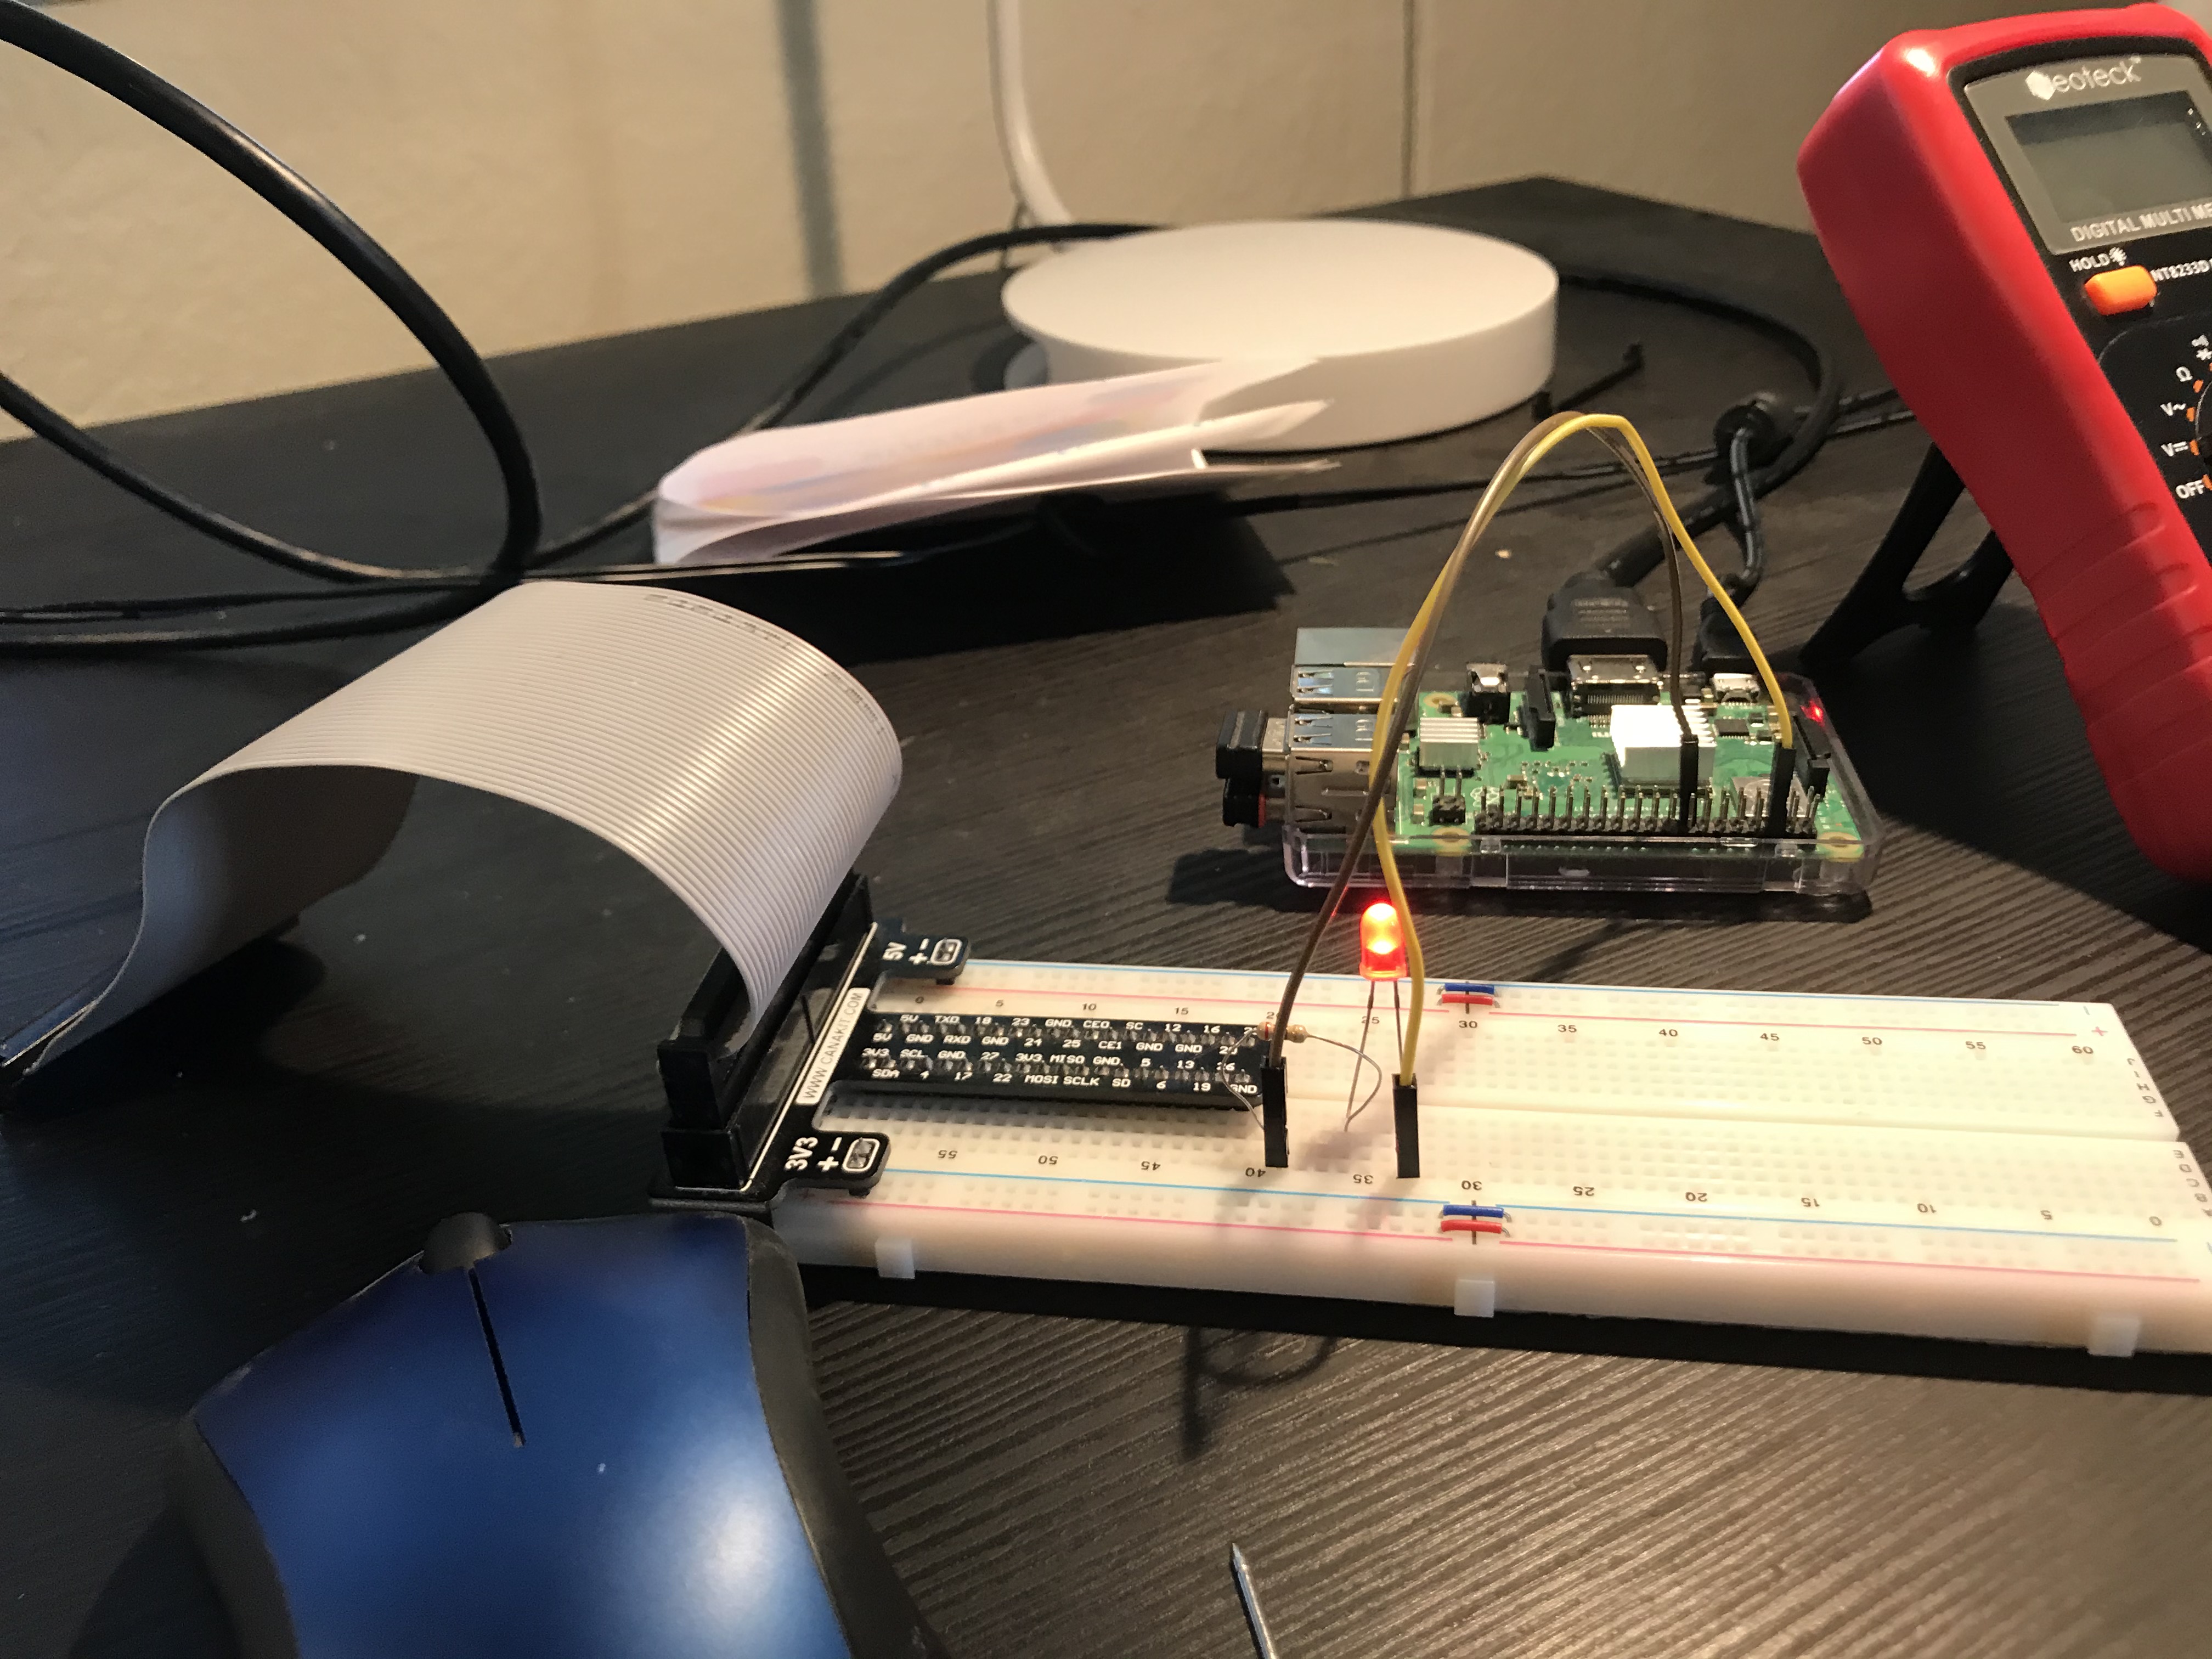 eoteck
DIGITAL MULTI ME
HOLD
NT8233D
Ω
V~
V⎓
OFF
5V
+ -
WWW.CANAKIT.COM
3V3
+ -
0 5 10 15 25 30 35 40 45 50 55 60
5V TXD 18 23 GND CE0 SC 12 16
5V GND RXD GND 24 25 CE1 GND GND 20
3V3 SCL GND 27 3V3 MISO GND 5 13 26
SDA 4 17 22 MOSI SCLK SD 6 19 GND
- +
J I H G F
E D C B A
55 50 45 40 35 30 25 20 15 10 5 0